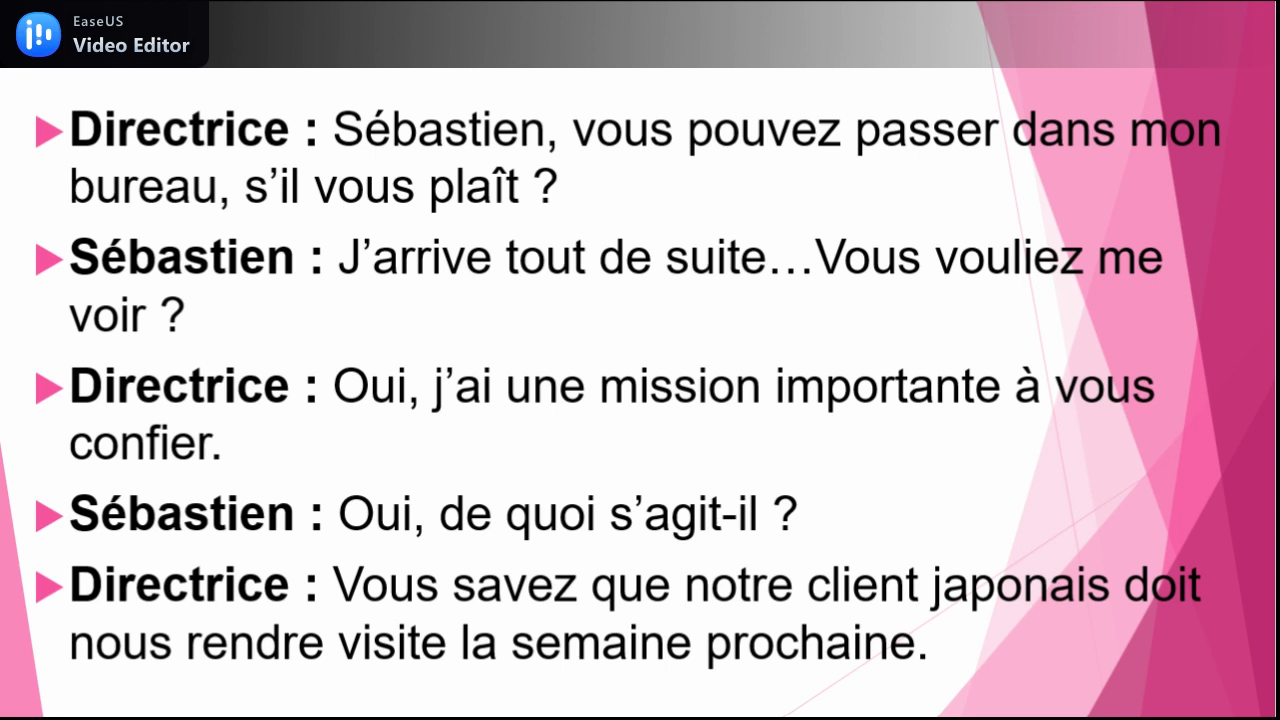 EaseUS
Video Editor
Directrice : Sébastien, vous pouvez passer dans mon
bureau, s’il vous plaît ?
Sébastien : J’arrive tout de suite…Vous vouliez me
voir ?
Directrice : Oui, j’ai une mission importante à vous
confier.
Sébastien : Oui, de quoi s’agit-il ?
Directrice : Vous savez que notre client japonais doit
nous rendre visite la semaine prochaine.